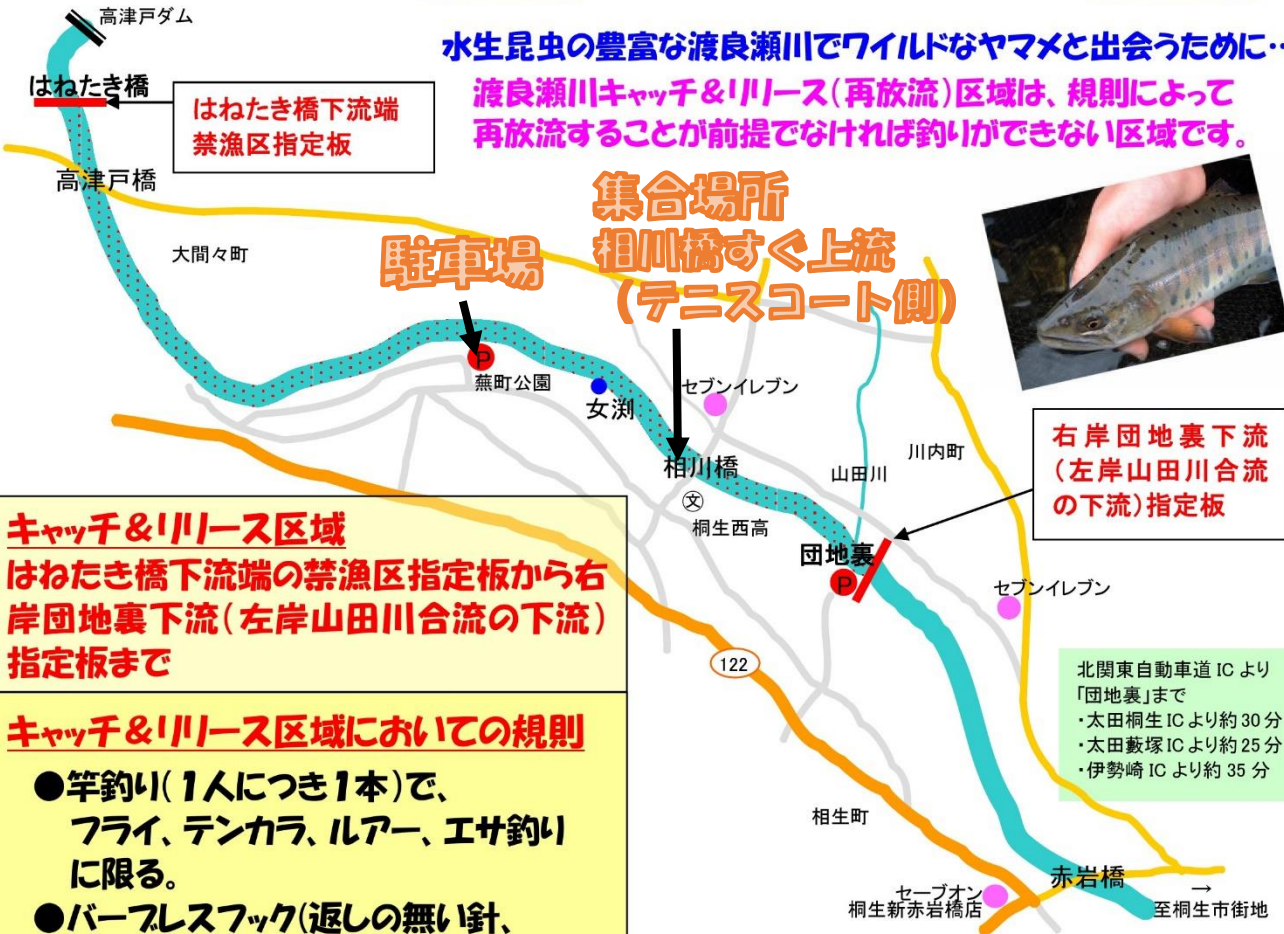 高津戸ダム
水生昆虫の豊富な渡良瀬川でワイルドなヤマメと出会うために‥
はねたき橋
渡良瀬川キャッチ&リリース(再放流)区域は、規則によって
再放流することが前提でなければ釣りができない区域です。
はねたき橋下流端
禁漁区指定板
高津戸橋
集合場所
相川橋すぐ上流
(テニスコート側)
大間々町
駐車場
P
蕪町公園
女渕
セブンイレブン
相川橋
文
桐生西高
山田川
川内町
右岸団地裏下流
(左岸山田川合流
の下流)指定板
団地裏
P
セブンイレブン
キャッチ&リリース区域
はねたき橋下流端の禁漁区指定板から右
岸団地裏下流(左岸山田川合流の下流)
指定板まで
122
北関東自動車道ICより
「団地裏」まで
・太田桐生ICより約30分
・太田藪塚ICより約25分
・伊勢崎ICより約35分
キャッチ&リリース区域においての規則
●竿釣り(1人につき1本)で、
フライ、テンカラ、ルアー、エサ釣り
に限る。
●バーブレスフック(返しの無い針、
相生町
赤岩橋
セーブオン
桐生新赤岩橋店
→
至桐生市街地